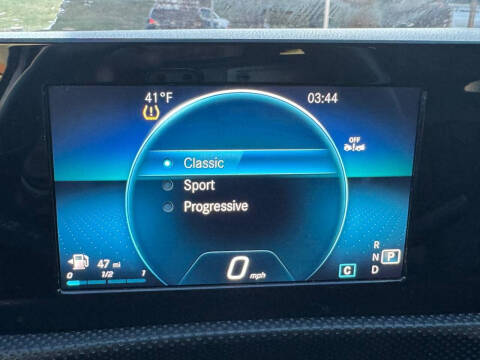 41°F
03:44
OFF
Classic
Sport
Progressive
47 mi
0 1/2 1
0 mph
C
R
N P
D